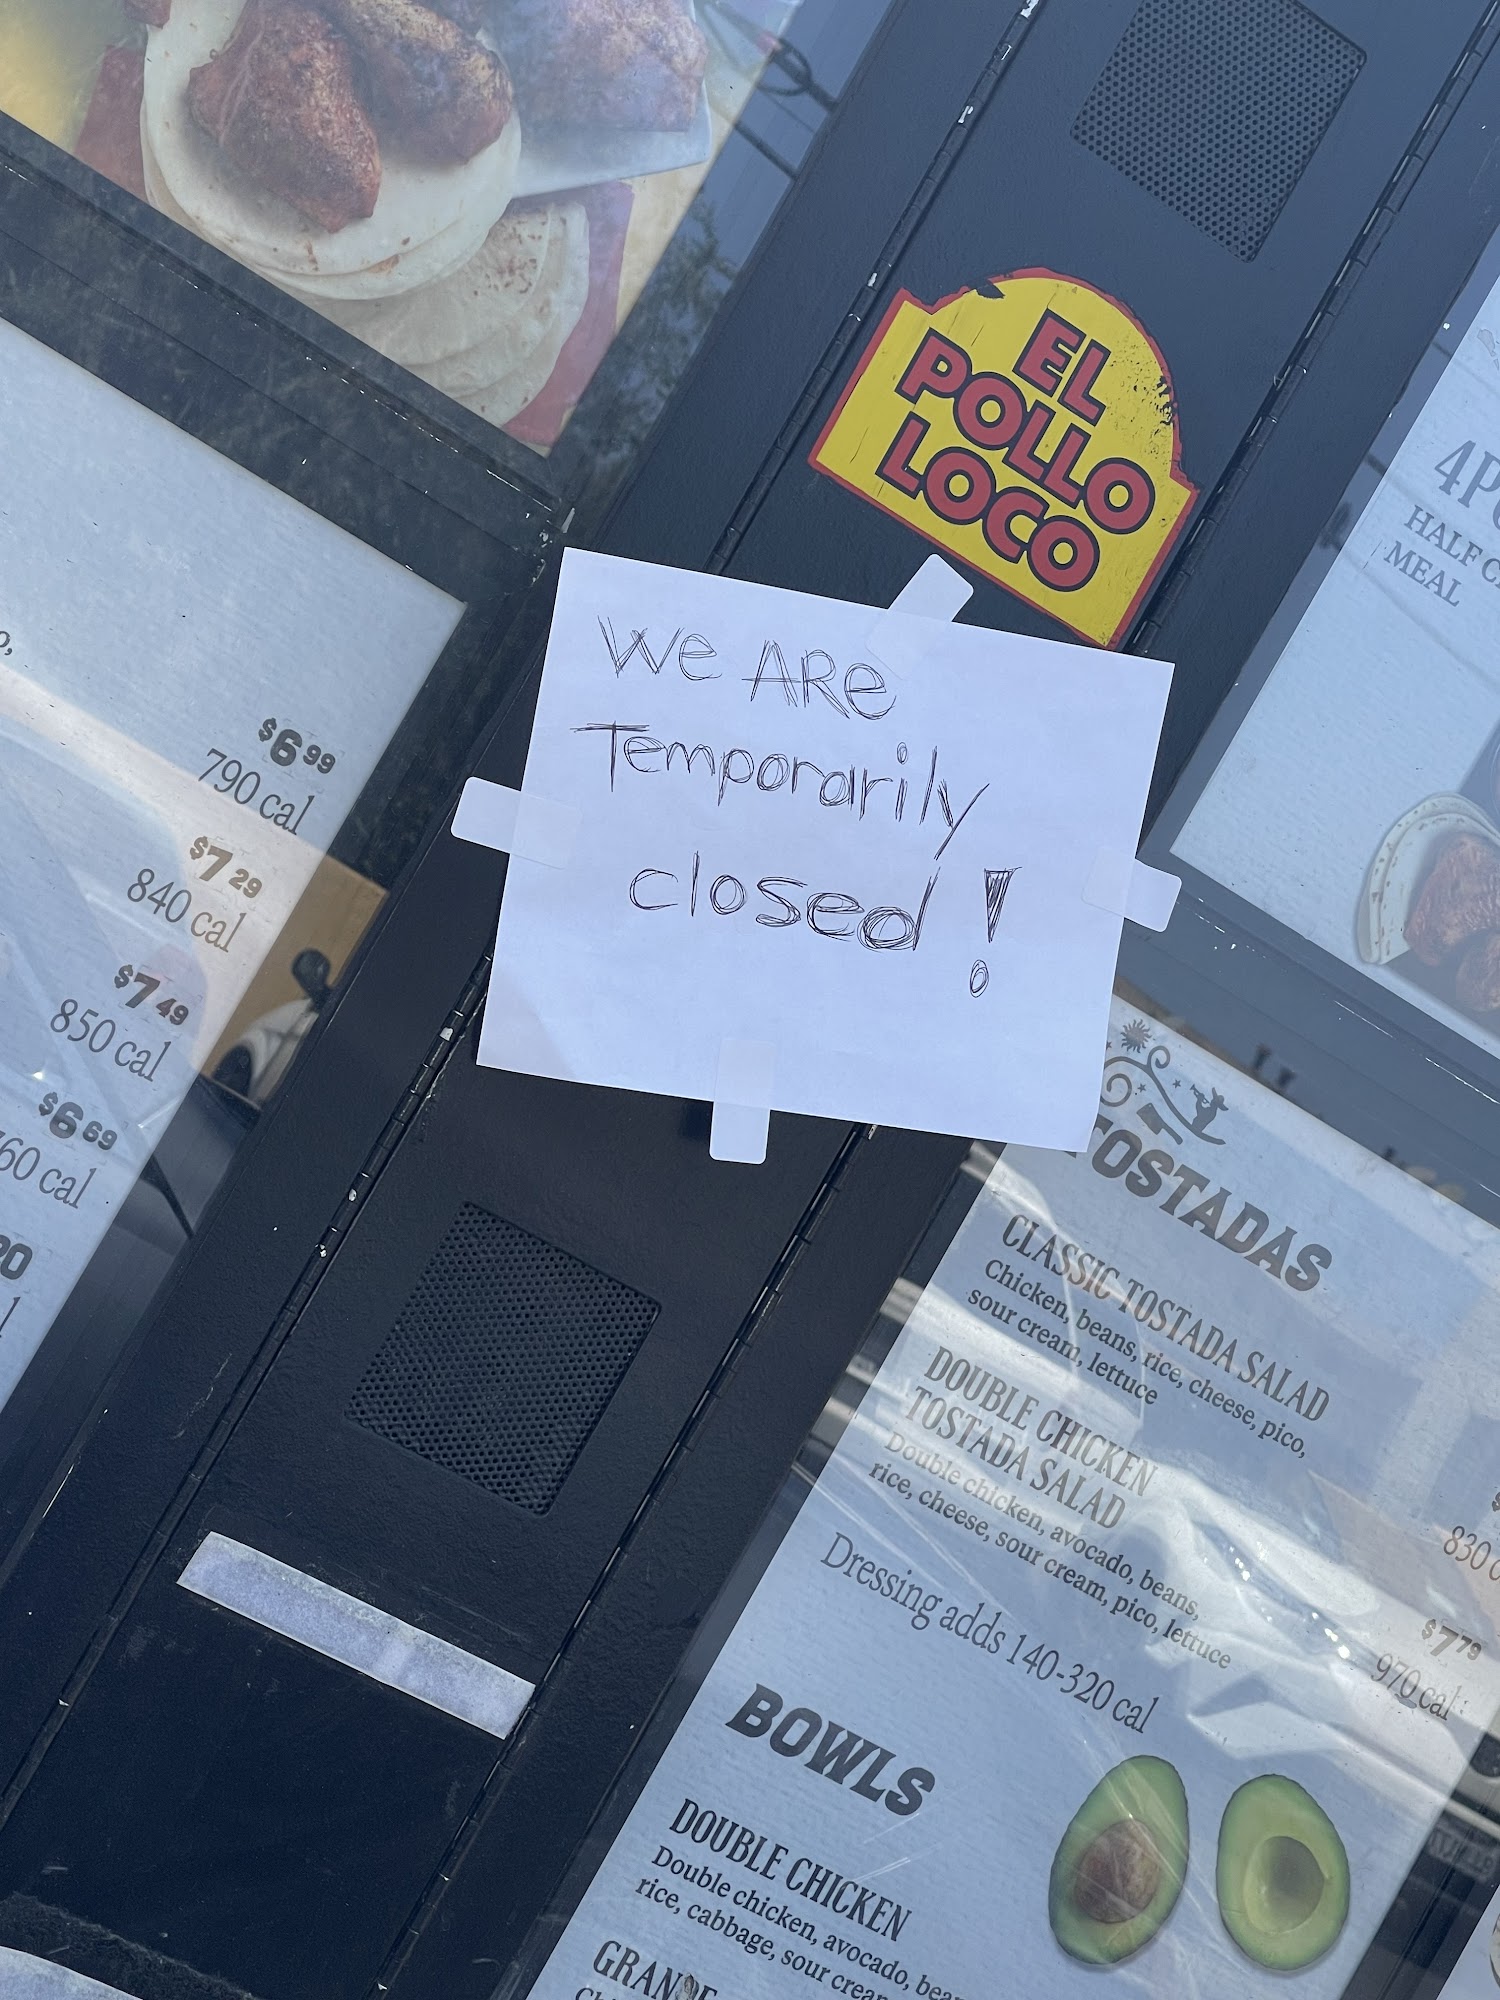 EL
POLLO
LOCO
We ARe
Temporarily
closed!
$6 99
790 cal
$7 29
840 cal
$7 49
850 cal
$6 69
60 cal
HALF
MEAL
TOSTADAS
CLASSIC TOSTADA SALAD
Chicken, beans, rice, cheese, pico,
sour cream, lettuce
830
DOUBLE CHICKEN
TOSTADA SALAD
Double chicken, avocado, beans,
rice, cheese, sour cream, pico, lettuce
$7 79
970 cal
Dressing adds 140-320 cal
BOWLS
DOUBLE CHICKEN
Double chicken, avocado,
rice, cabbage, sour cream
GRANDE